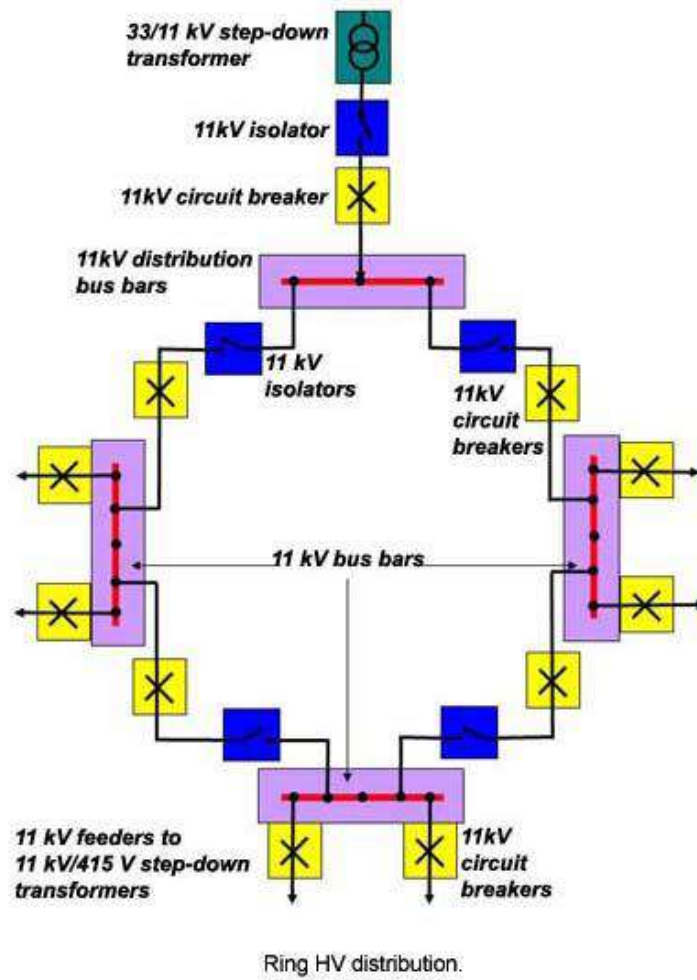 33/11 kV step-down
transformer
11kV isolator
11kV circuit breaker
11kV distribution
bus bars
11 kV
isolators
11kV
circuit
breakers
11 kV bus bars
11 kV feeders to
11 kV/415 V step-down
transformers
11kV
circuit
breakers
Ring HV distribution.